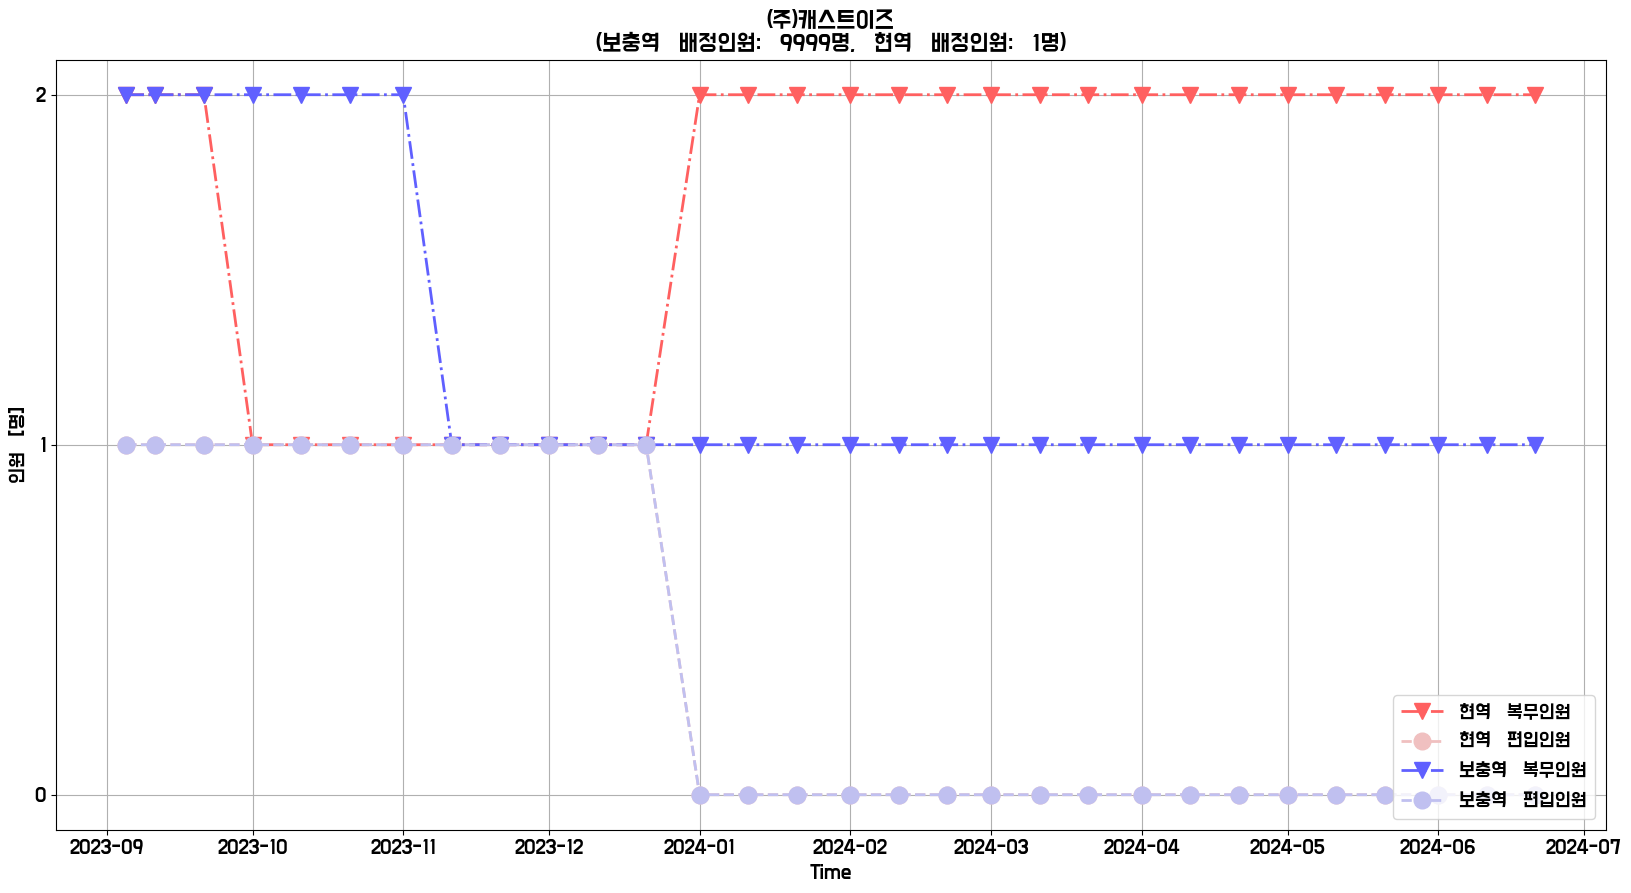 (주)캐스트이즈
(보충역 배정인원: 9999명, 현역 배정인원: 1명)
인원 [명]
2
1
0
2023-09 2023-10 2023-11 2023-12 2024-01 2024-02 2024-03 2024-04 2024-05 2024-06 2024-07
Time
현역 복무인원
현역 편입인원
보충역 복무인원
보충역 편입인원